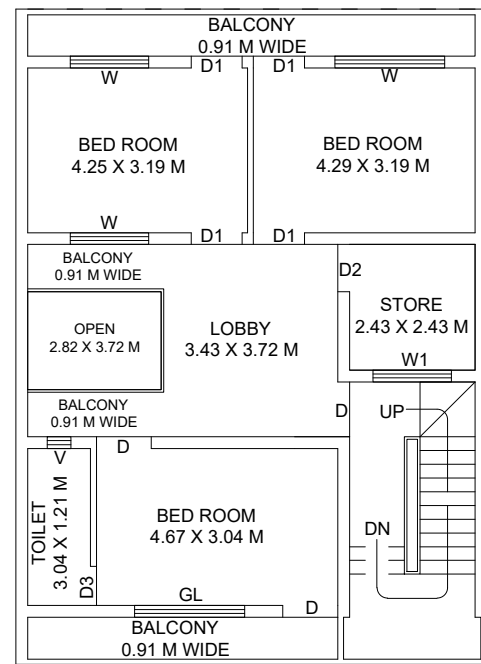 BALCONY
0.91 M WIDE
D1
D1
W
W
BED ROOM
4.25 X 3.19 M
BED ROOM
4.29 X 3.19 M
W
D1
D1
BALCONY
0.91 M WIDE
D2
OPEN
2.82 X 3.72 M
LOBBY
3.43 X 3.72 M
STORE
2.43 X 2.43 M
W1
BALCONY
0.91 M WIDE
D
UP
V
D
TOILET
3.04 X 1.21 M
BED ROOM
4.67 X 3.04 M
DN
D3
GL
D
BALCONY
0.91 M WIDE